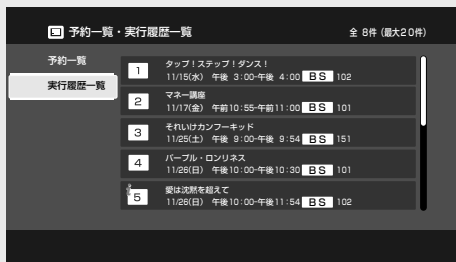 予約一覧・実行履歴一覧
全 8件 (最大20件)
予約一覧
実行履歴一覧
1
タップ！ステップ！ダンス！
11/15(水) 午後 3:00-午後 4:00 BS 102
2
マネー講座
11/17(金) 午前10:55-午前11:00 BS 101
3
それいけカンフーキッド
11/25(土) 午後 9:00-午後 9:54 BS 151
4
パープル・ロンリネス
11/26(日) 午後10:00-午後10:30 BS 101
5
愛は沈黙を超えて
11/26(日) 午後10:00-午後11:54 BS 102